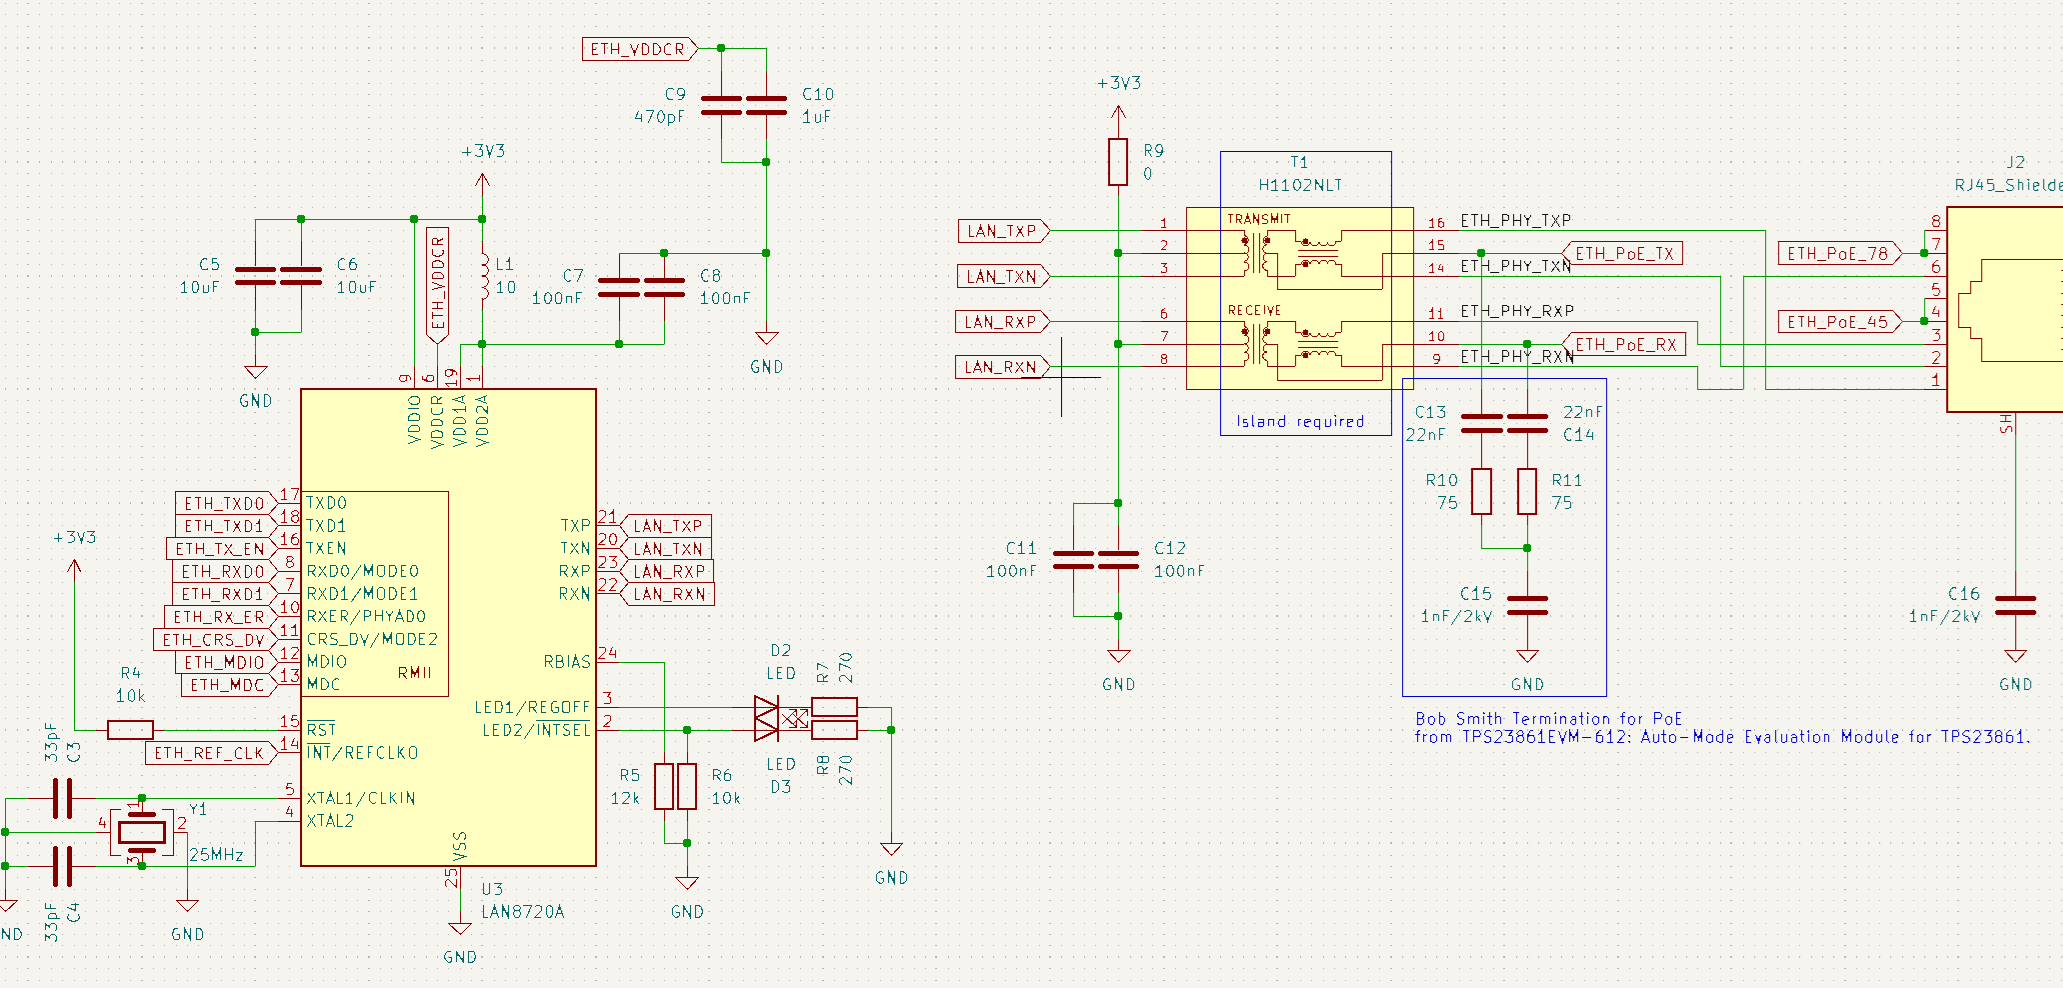 ETH_VDDCR
C9
470pF
C10
1uF
+3V3
C5
10uF
C6
10uF
ETH_VDDCR
L1
10
C7
100nF
C8
100nF
GND
GND
9
6
19
1
VDDIO
VDDCR
VDD1A
VDD2A
ETH_TXD0
17
TXD0
ETH_TXD1
18
TXD1
ETH_TX_EN
16
TXEN
ETH_RXD0
8
RXD0/MODE0
ETH_RXD1
7
RXD1/MODE1
ETH_RX_ER
10
RXER/PHYAD0
ETH_CRS_DV
11
CRS_DV/MODE2
ETH_MDIO
12
MDIO
ETH_MDC
13
MDC
RMII
+3V3
R4
10k
15
RST
ETH_REF_CLK
14
INT/REFCLKO
5
XTAL1/CLKIN
4
XTAL2
33pF
C3
33pF
C4
1
2
3
4
Y1
25MHz
ND
GND
VSS
25
U3
LAN8720A
GND
TXP
21
LAN_TXP
TXN
20
LAN_TXN
RXP
23
LAN_RXP
RXN
22
LAN_RXN
RBIAS
24
LED1/REGOFF
3
LED2/INTSEL
2
D2
LED
LED
D3
R7
270
R8
270
R5
12k
R6
10k
GND
GND
+3V3
R9
0
T1
H1102NLT
TRANSMIT
RECEIVE
Island required
LAN_TXP
1
2
LAN_TXN
3
LAN_RXP
6
7
LAN_RXN
8
16
ETH_PHY_TXP
15
ETH_PoE_TX
14
ETH_PHY_TXN
11
ETH_PHY_RXP
10
ETH_PoE_RX
9
ETH_PHY_RXN
C11
100nF
C12
100nF
GND
C13
22nF
22nF
C14
R10
75
R11
75
C15
1nF/2kV
GND
Bob Smith Termination for PoE
from TPS23861EVM-612: Auto-Mode Evaluation Module for TPS23861.
J2
RJ45_Shielde
ETH_PoE_78
ETH_PoE_45
8
7
6
5
4
3
2
1
SH
C16
1nF/2kV
GND